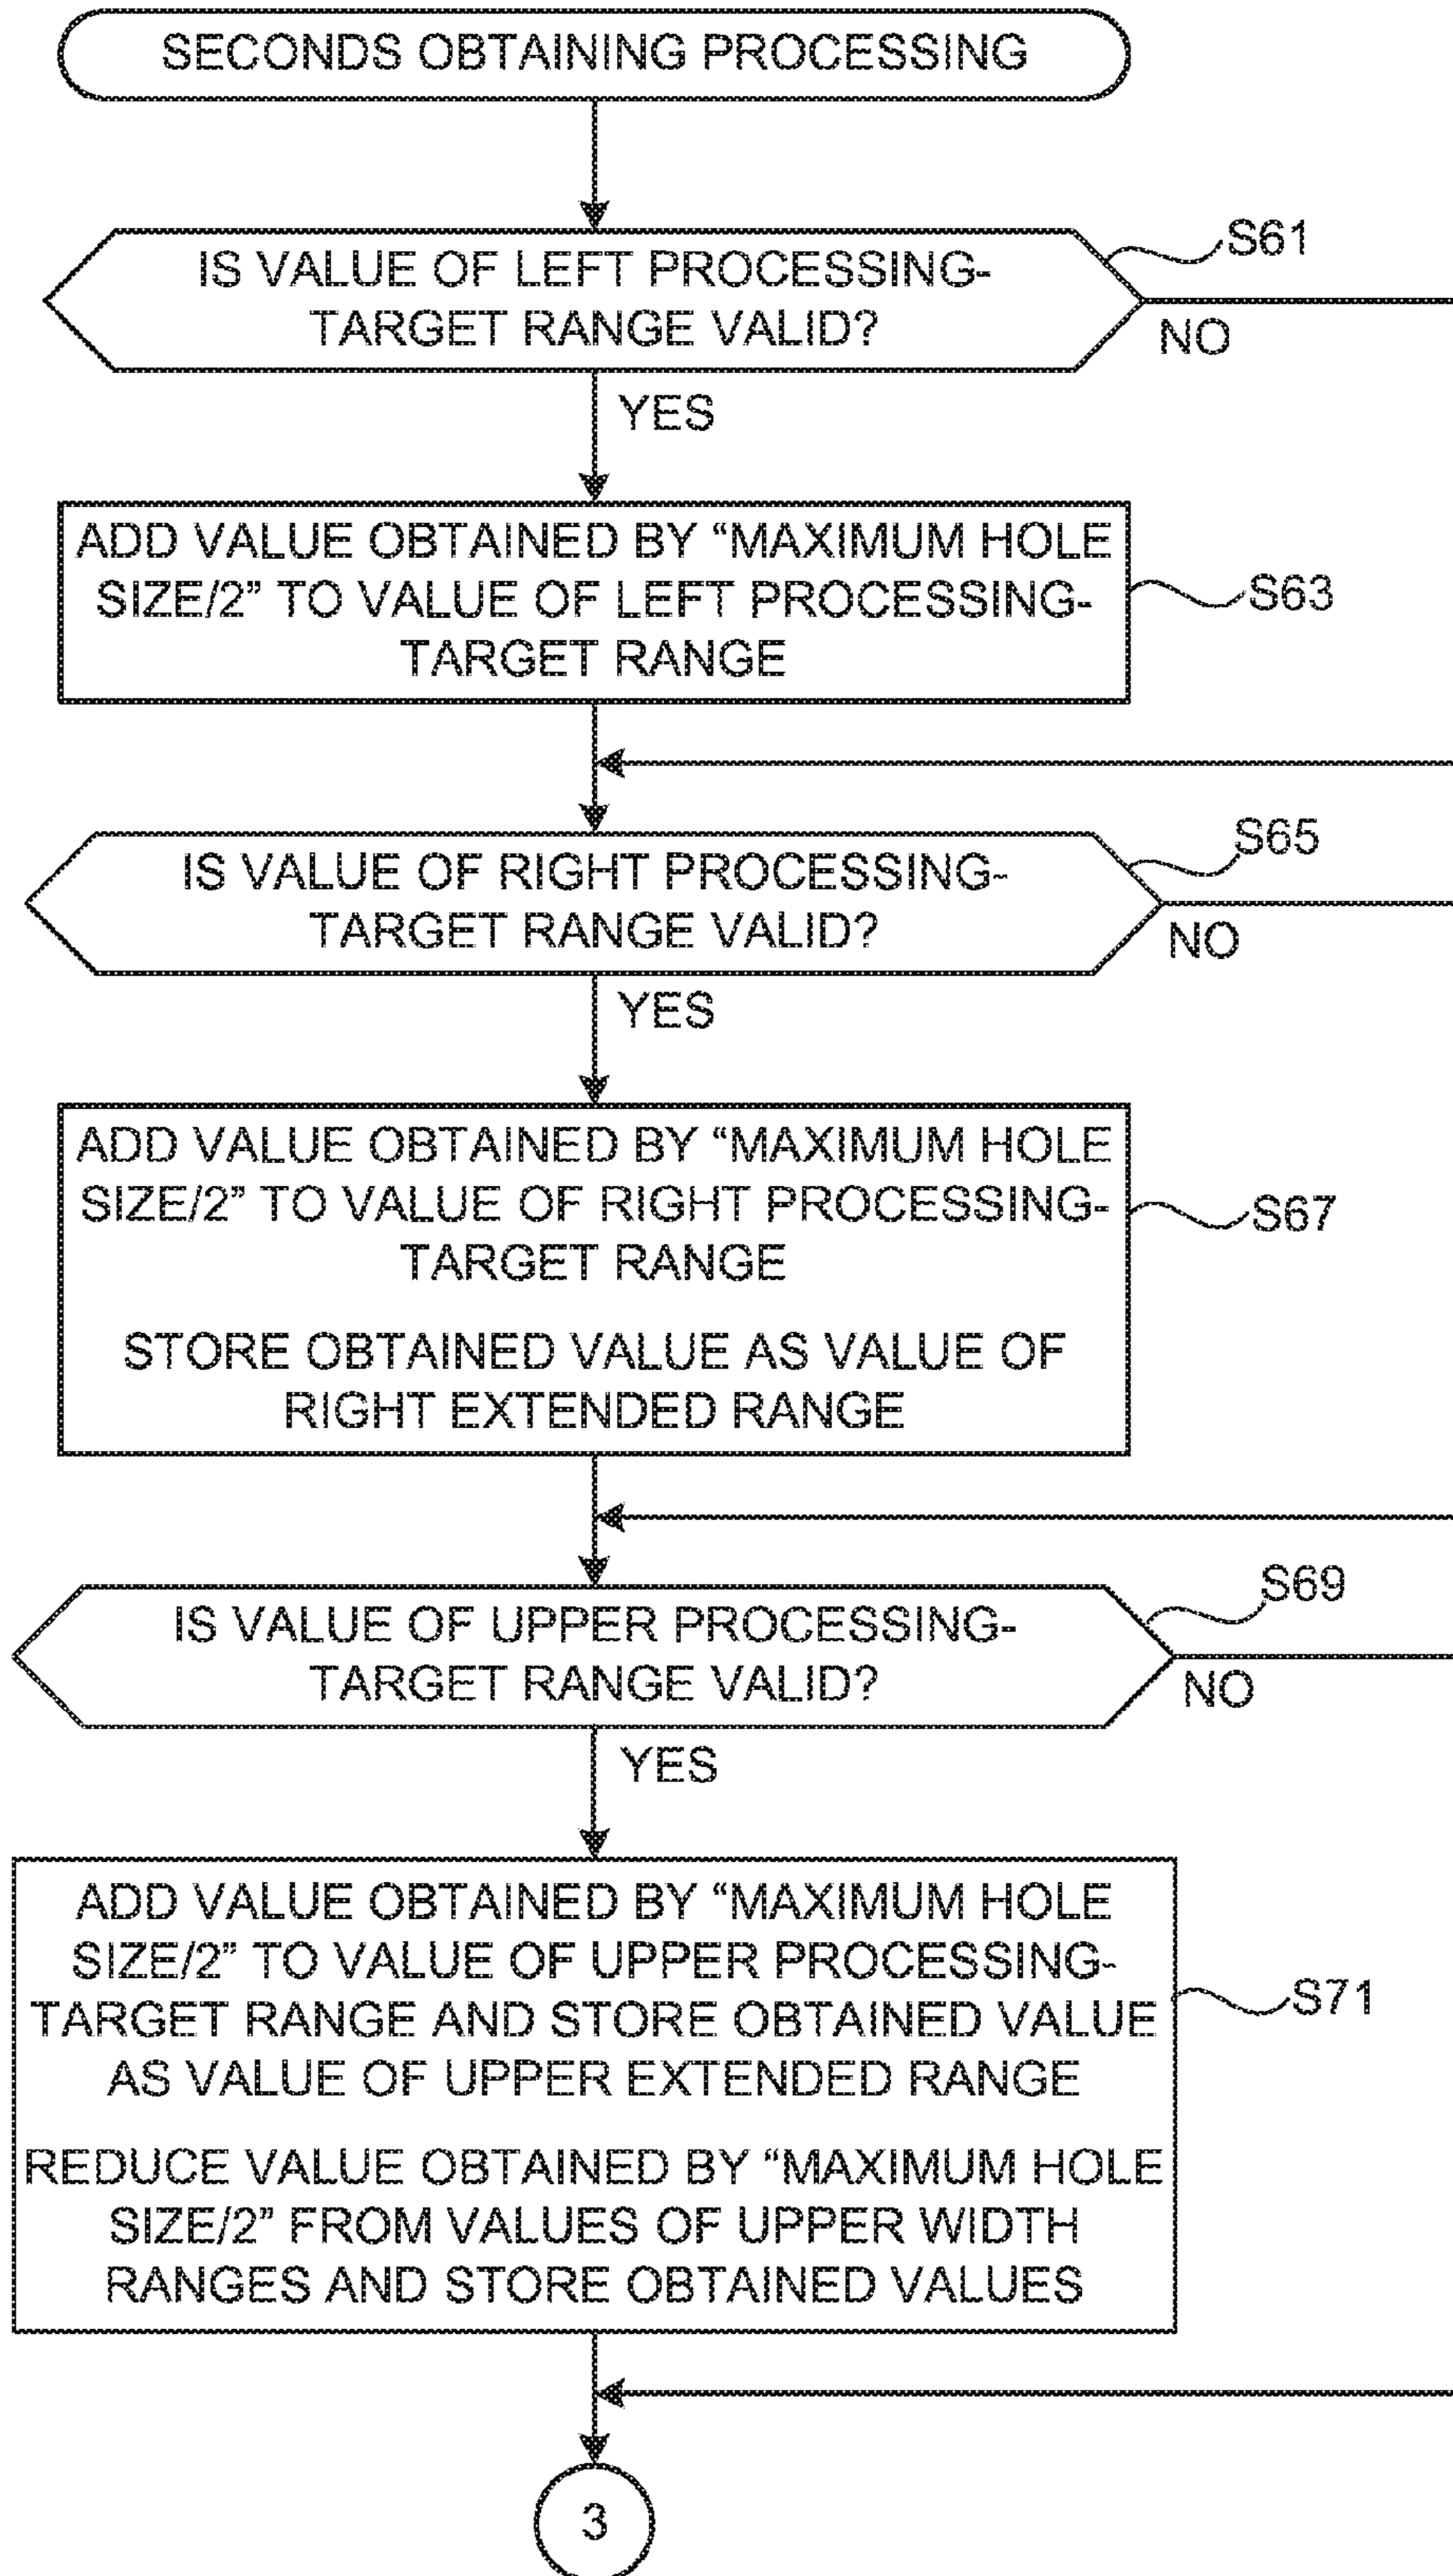 SECONDS OBTAINING PROCESSING
IS VALUE OF LEFT PROCESSING-
TARGET RANGE VALID?
S61
NO
YES
ADD VALUE OBTAINED BY “MAXIMUM HOLE
SIZE/2” TO VALUE OF LEFT PROCESSING-
TARGET RANGE
S63
IS VALUE OF RIGHT PROCESSING-
TARGET RANGE VALID?
S65
NO
YES
ADD VALUE OBTAINED BY “MAXIMUM HOLE
SIZE/2” TO VALUE OF RIGHT PROCESSING-
TARGET RANGE
STORE OBTAINED VALUE AS VALUE OF
RIGHT EXTENDED RANGE
S67
IS VALUE OF UPPER PROCESSING-
TARGET RANGE VALID?
S69
NO
YES
ADD VALUE OBTAINED BY “MAXIMUM HOLE
SIZE/2” TO VALUE OF UPPER PROCESSING-
TARGET RANGE AND STORE OBTAINED VALUE
AS VALUE OF UPPER EXTENDED RANGE
REDUCE VALUE OBTAINED BY “MAXIMUM HOLE
SIZE/2” FROM VALUES OF UPPER WIDTH
RANGES AND STORE OBTAINED VALUES
S71
3